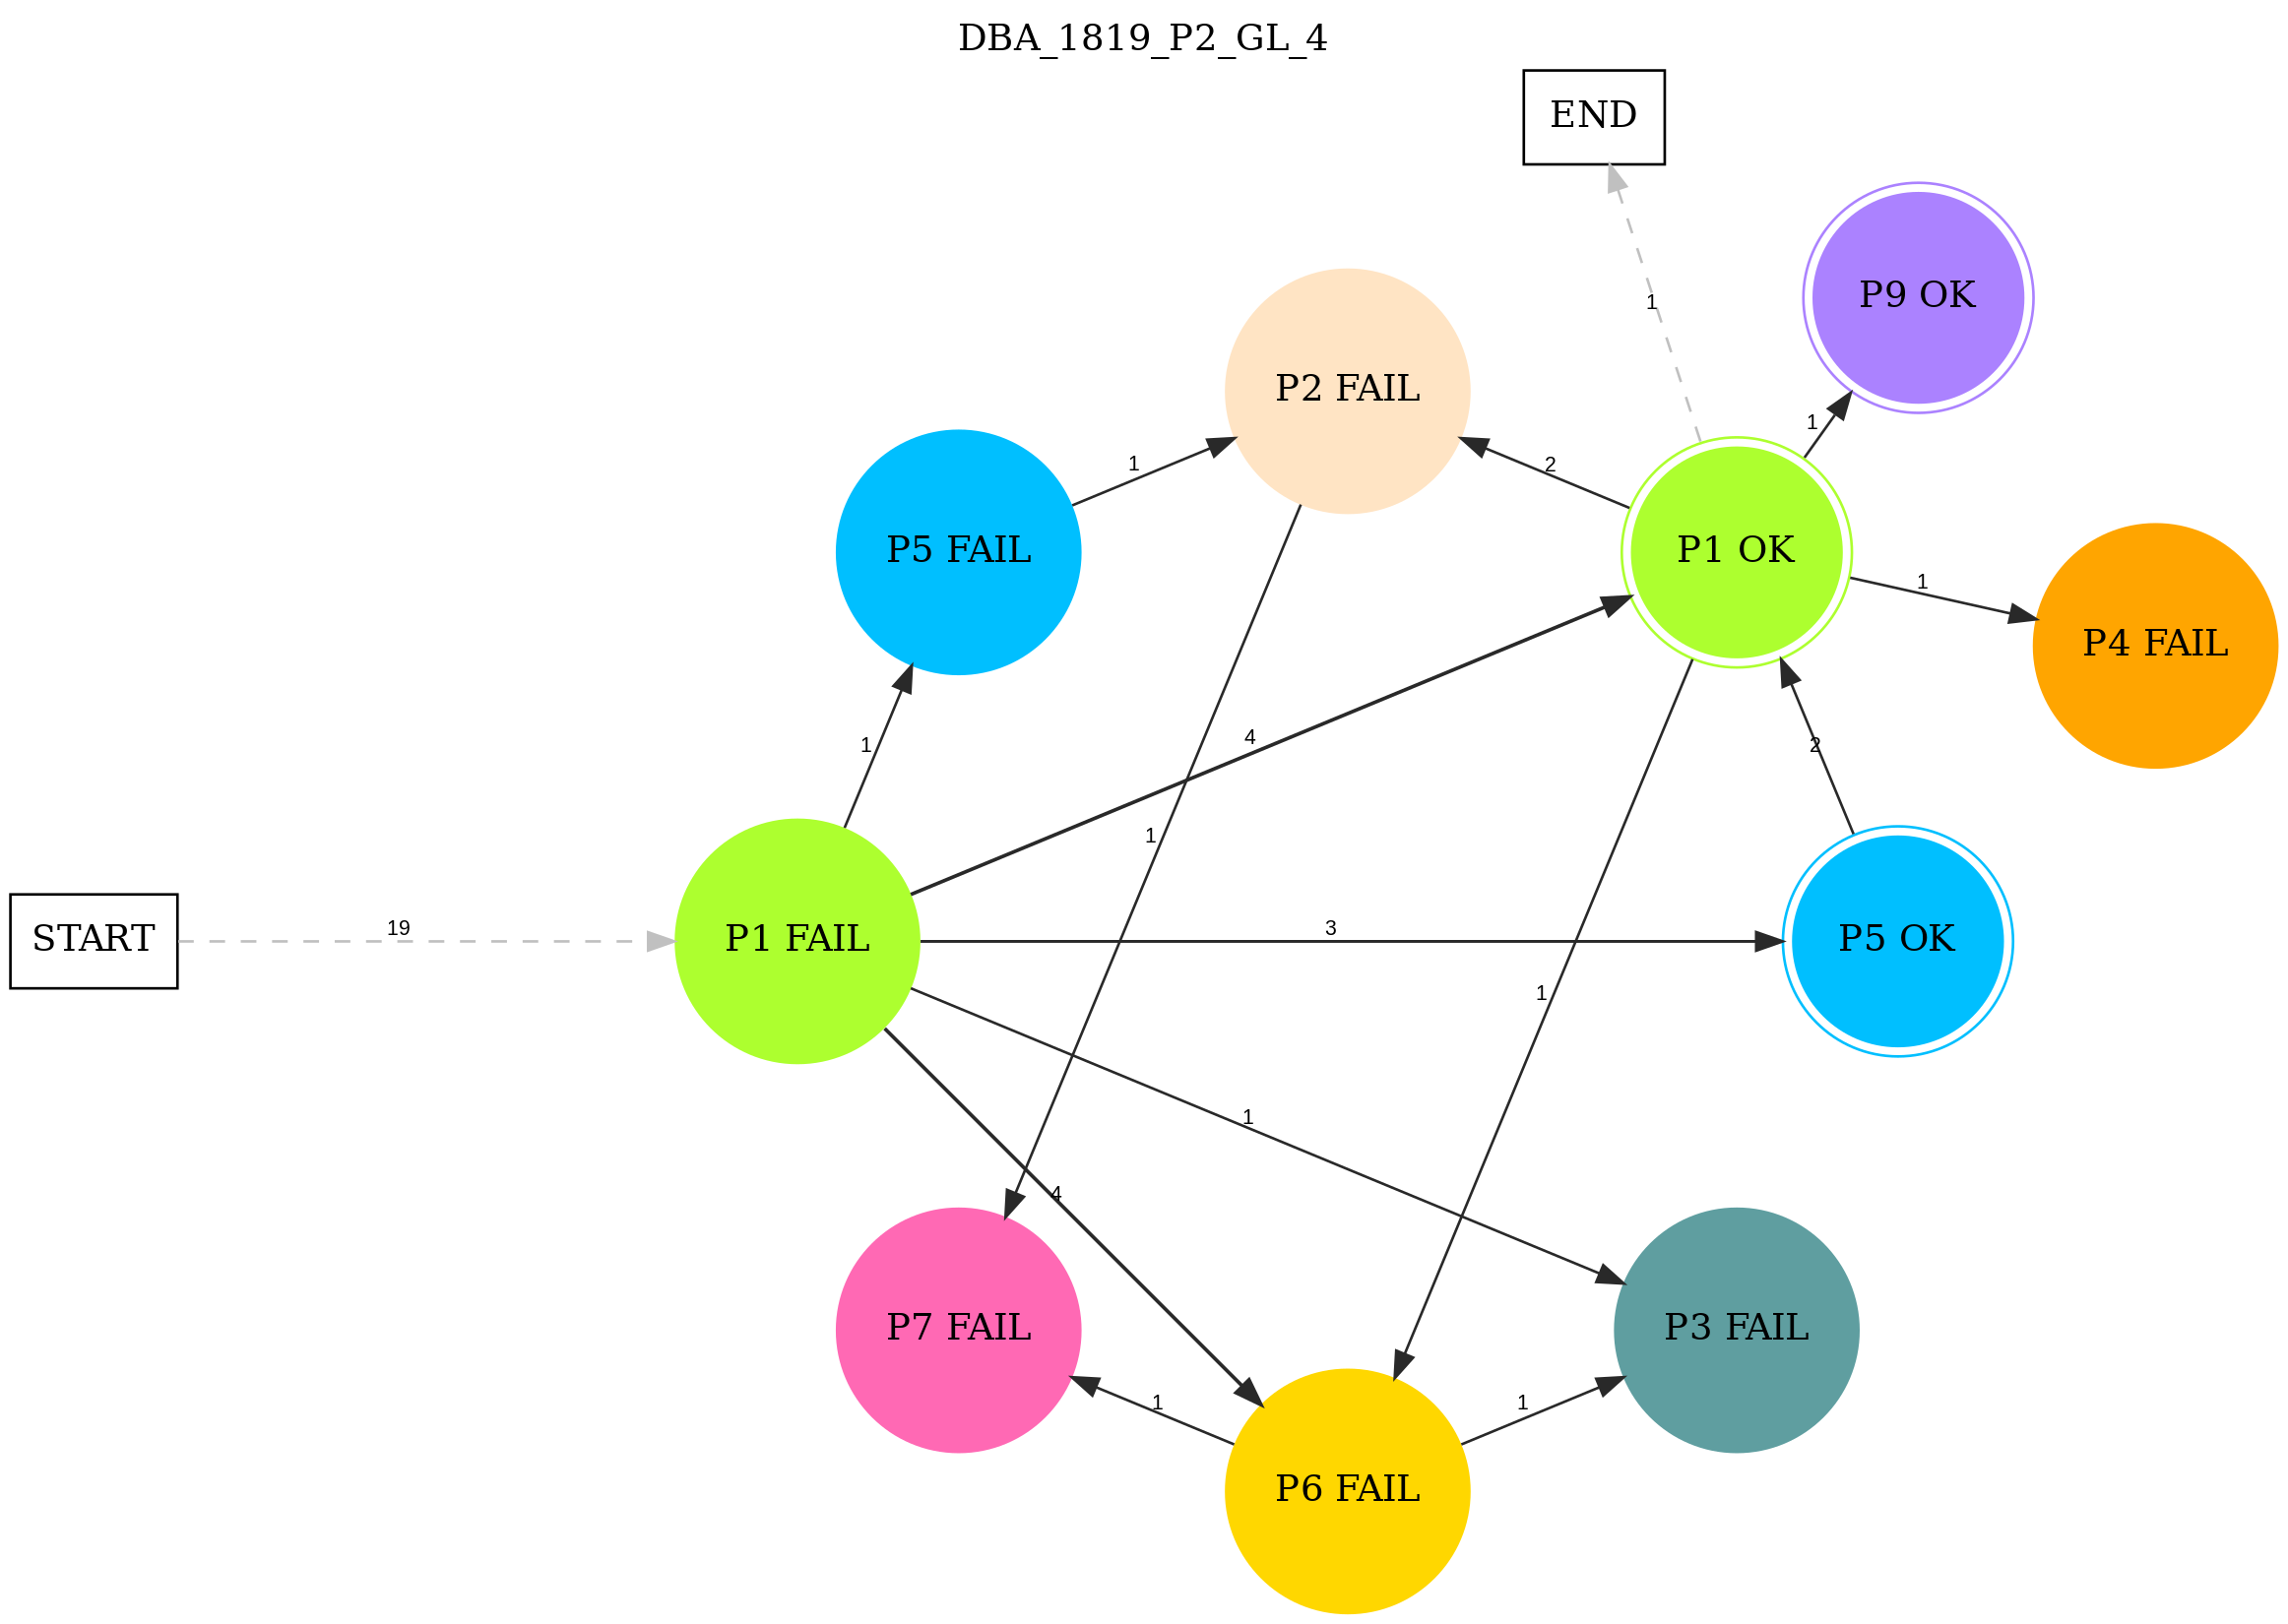 DBA_1819_P2_GL_4
END
P9 OK
1
P2 FAIL
1
1
2
P5 FAIL
P1 OK
1
P4 FAIL
1
4
2
1
START
19
P1 FAIL
3
P5 OK
1
1
4
P7 FAIL
P3 FAIL
1
1
P6 FAIL